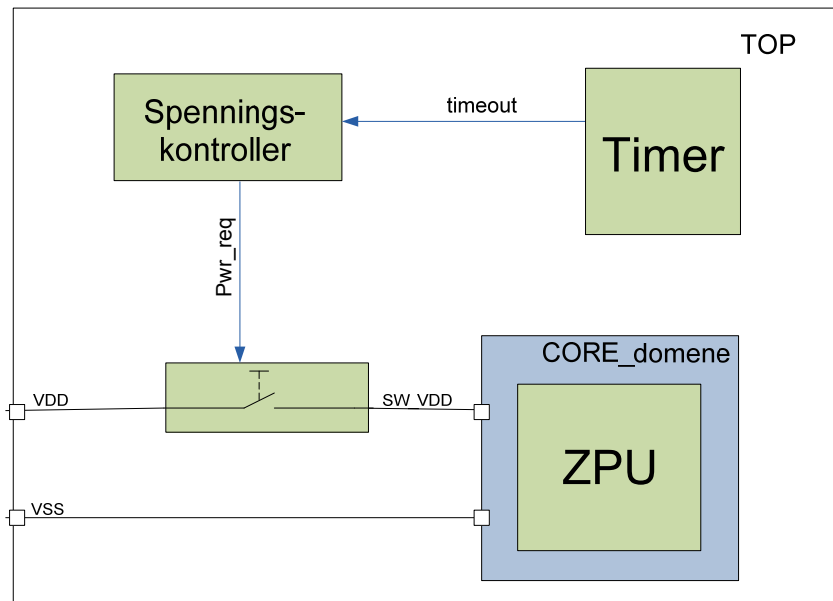 TOP
Spennings-
kontroller
timeout
Timer
Pwr_req
CORE_domene
VDD
SW_VDD
ZPU
VSS